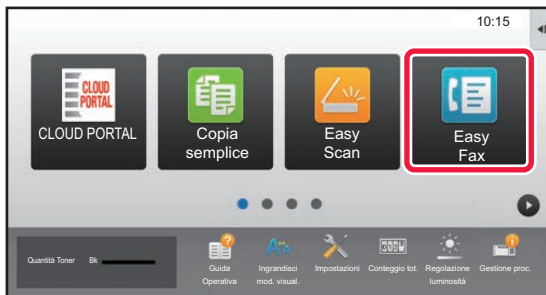 10:15
CLOUD
PORTAL
CLOUD PORTAL
Copia
semplice
Easy
Scan
Easy
Fax
Quantità Toner Bk
Guida
Operativa
Ingrandisci
mod. visual.
Impostazioni
Conteggio tot.
Regolazione
luminosità
Gestione proc.